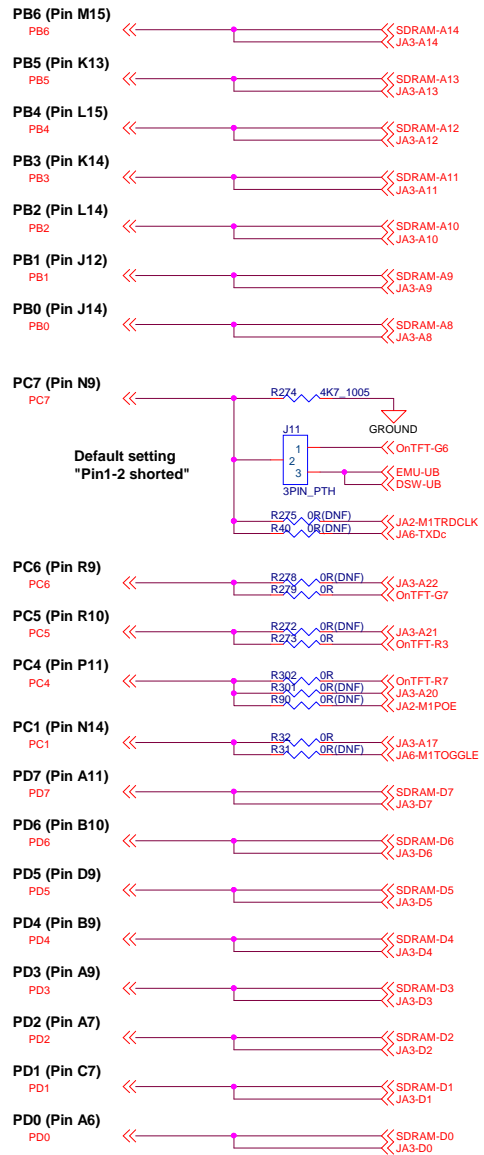 PB6 (Pin M15)
PB6
SDRAM-A14
JA3-A14
PB5 (Pin K13)
PB5
SDRAM-A13
JA3-A13
PB4 (Pin L15)
PB4
SDRAM-A12
JA3-A12
PB3 (Pin K14)
PB3
SDRAM-A11
JA3-A11
PB2 (Pin L14)
PB2
SDRAM-A10
JA3-A10
PB1 (Pin J12)
PB1
SDRAM-A9
JA3-A9
PB0 (Pin J14)
PB0
SDRAM-A8
JA3-A8
PC7 (Pin N9)
PC7
R274 4K7_1005
GROUND
J11
1
2
3
3PIN_PTH
OnTFT-G6
EMU-UB
DSW-UB
Default setting
"Pin1-2 shorted"
R275 0R(DNF) JA2-M1TRDCLK
R40 0R(DNF) JA6-TXDc
PC6 (Pin R9)
PC6
R278 0R(DNF) JA3-A22
R279 0R OnTFT-G7
PC5 (Pin R10)
PC5
R272 0R(DNF) JA3-A21
R273 0R OnTFT-R3
PC4 (Pin P11)
PC4
R302 0R OnTFT-R7
R301 0R(DNF) JA3-A20
R90 0R(DNF) JA2-M1POE
PC1 (Pin N14)
PC1
R32 0R JA3-A17
R31 0R(DNF) JA6-M1TOGGLE
PD7 (Pin A11)
PD7
SDRAM-D7
JA3-D7
PD6 (Pin B10)
PD6
SDRAM-D6
JA3-D6
PD5 (Pin D9)
PD5
SDRAM-D5
JA3-D5
PD4 (Pin B9)
PD4
SDRAM-D4
JA3-D4
PD3 (Pin A9)
PD3
SDRAM-D3
JA3-D3
PD2 (Pin A7)
PD2
SDRAM-D2
JA3-D2
PD1 (Pin C7)
PD1
SDRAM-D1
JA3-D1
PD0 (Pin A6)
PD0
SDRAM-D0
JA3-D0